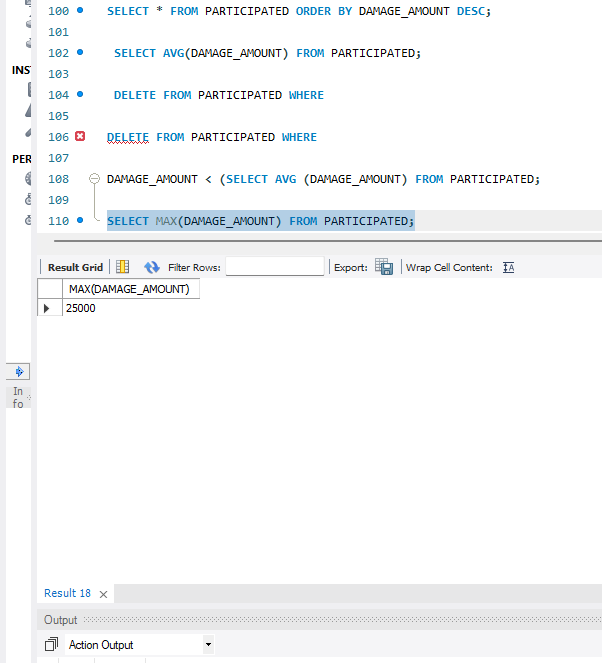 100 SELECT * FROM PARTICIPATED ORDER BY DAMAGE_AMOUNT DESC;
101
102 SELECT AVG(DAMAGE_AMOUNT) FROM PARTICIPATED;
INST
103
104 DELETE FROM PARTICIPATED WHERE
105
106 DELETE FROM PARTICIPATED WHERE
107
PER
108 DAMAGE_AMOUNT < (SELECT AVG (DAMAGE_AMOUNT) FROM PARTICIPATED;
109
110 SELECT MAX(DAMAGE_AMOUNT) FROM PARTICIPATED;
Result Grid Filter Rows: Export: Wrap Cell Content:
MAX(DAMAGE_AMOUNT)
25000
In
fo
Result 18
Output
Action Output